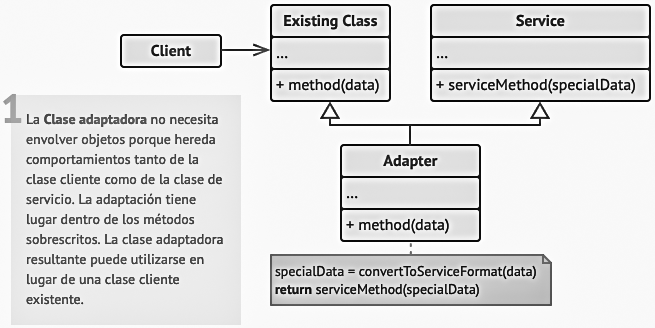 Existing Class
Service
Client
...
...
+ method(data)
+ serviceMethod(specialData)
1
La Clase adaptadora no necesita
envolver objetos porque hereda
comportamientos tanto de la
clase cliente como de la clase de
servicio. La adaptación tiene
lugar dentro de los métodos
sobrescritos. La clase adaptadora
resultante puede utilizarse en
lugar de una clase cliente
existente.
Adapter
...
+ method(data)
specialData = convertToServiceFormat(data)
return serviceMethod(specialData)